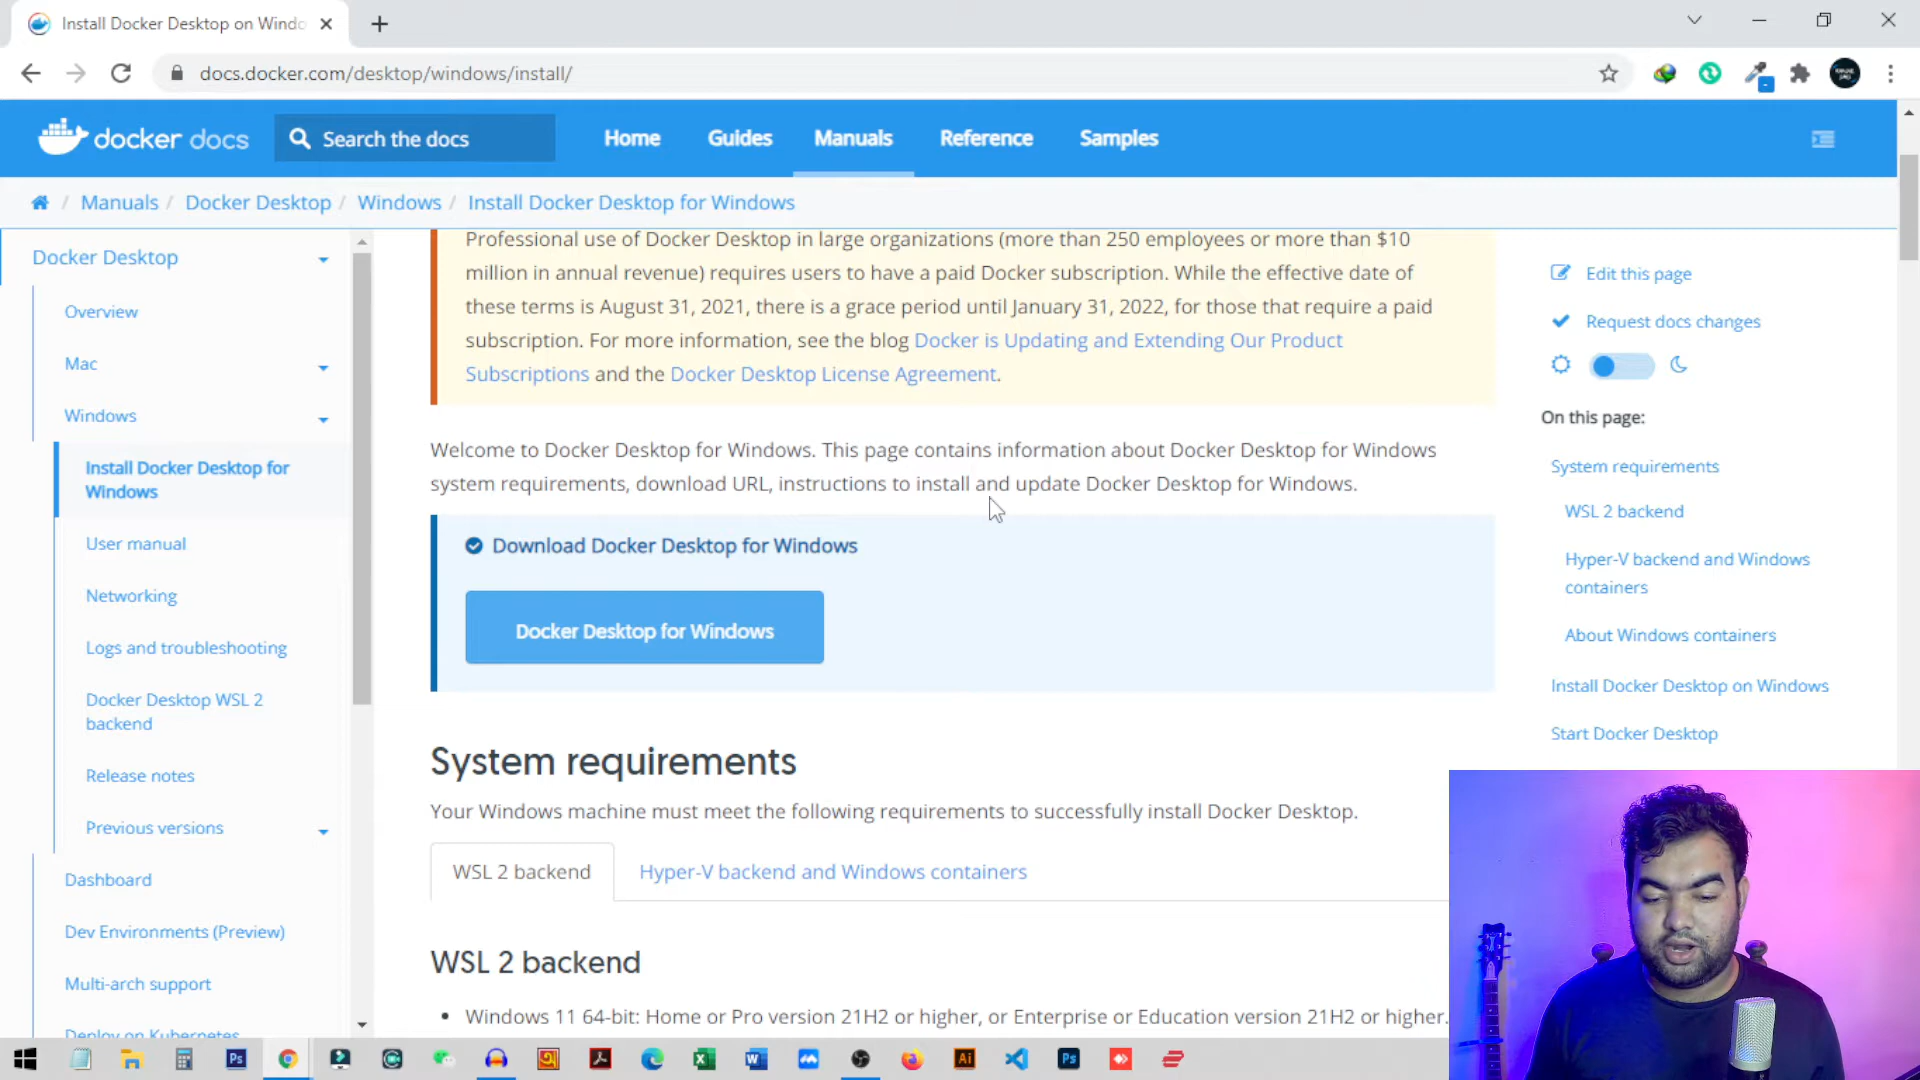 Install Docker Desktop on Windo
docs.docker.com/desktop/windows/install/
docker docs
Search the docs
Home
Guides
Manuals
Reference
Samples
/ Manuals / Docker Desktop / Windows / Install Docker Desktop for Windows
Docker Desktop
Overview
Mac
Windows
Install Docker Desktop for
Windows
User manual
Networking
Logs and troubleshooting
Docker Desktop WSL 2
backend
Release notes
Previous versions
Dashboard
Dev Environments (Preview)
Multi-arch support
Deploy on Kubernetes
Professional use of Docker Desktop in large organizations (more than 250 employees or more than $10
million in annual revenue) requires users to have a paid Docker subscription. While the effective date of
these terms is August 31, 2021, there is a grace period until January 31, 2022, for those that require a paid
subscription. For more information, see the blog Docker is Updating and Extending Our Product
Subscriptions and the Docker Desktop License Agreement.
Welcome to Docker Desktop for Windows. This page contains information about Docker Desktop for Windows
system requirements, download URL, instructions to install and update Docker Desktop for Windows.
Download Docker Desktop for Windows
Docker Desktop for Windows
System requirements
Your Windows machine must meet the following requirements to successfully install Docker Desktop.
WSL 2 backend
Hyper-V backend and Windows containers
WSL 2 backend
• Windows 11 64-bit: Home or Pro version 21H2 or higher, or Enterprise or Education version 21H2 or higher.
Edit this page
Request docs changes
On this page:
System requirements
WSL 2 backend
Hyper-V backend and Windows
containers
About Windows containers
Install Docker Desktop on Windows
Start Docker Desktop
Ps
Ai
Ps